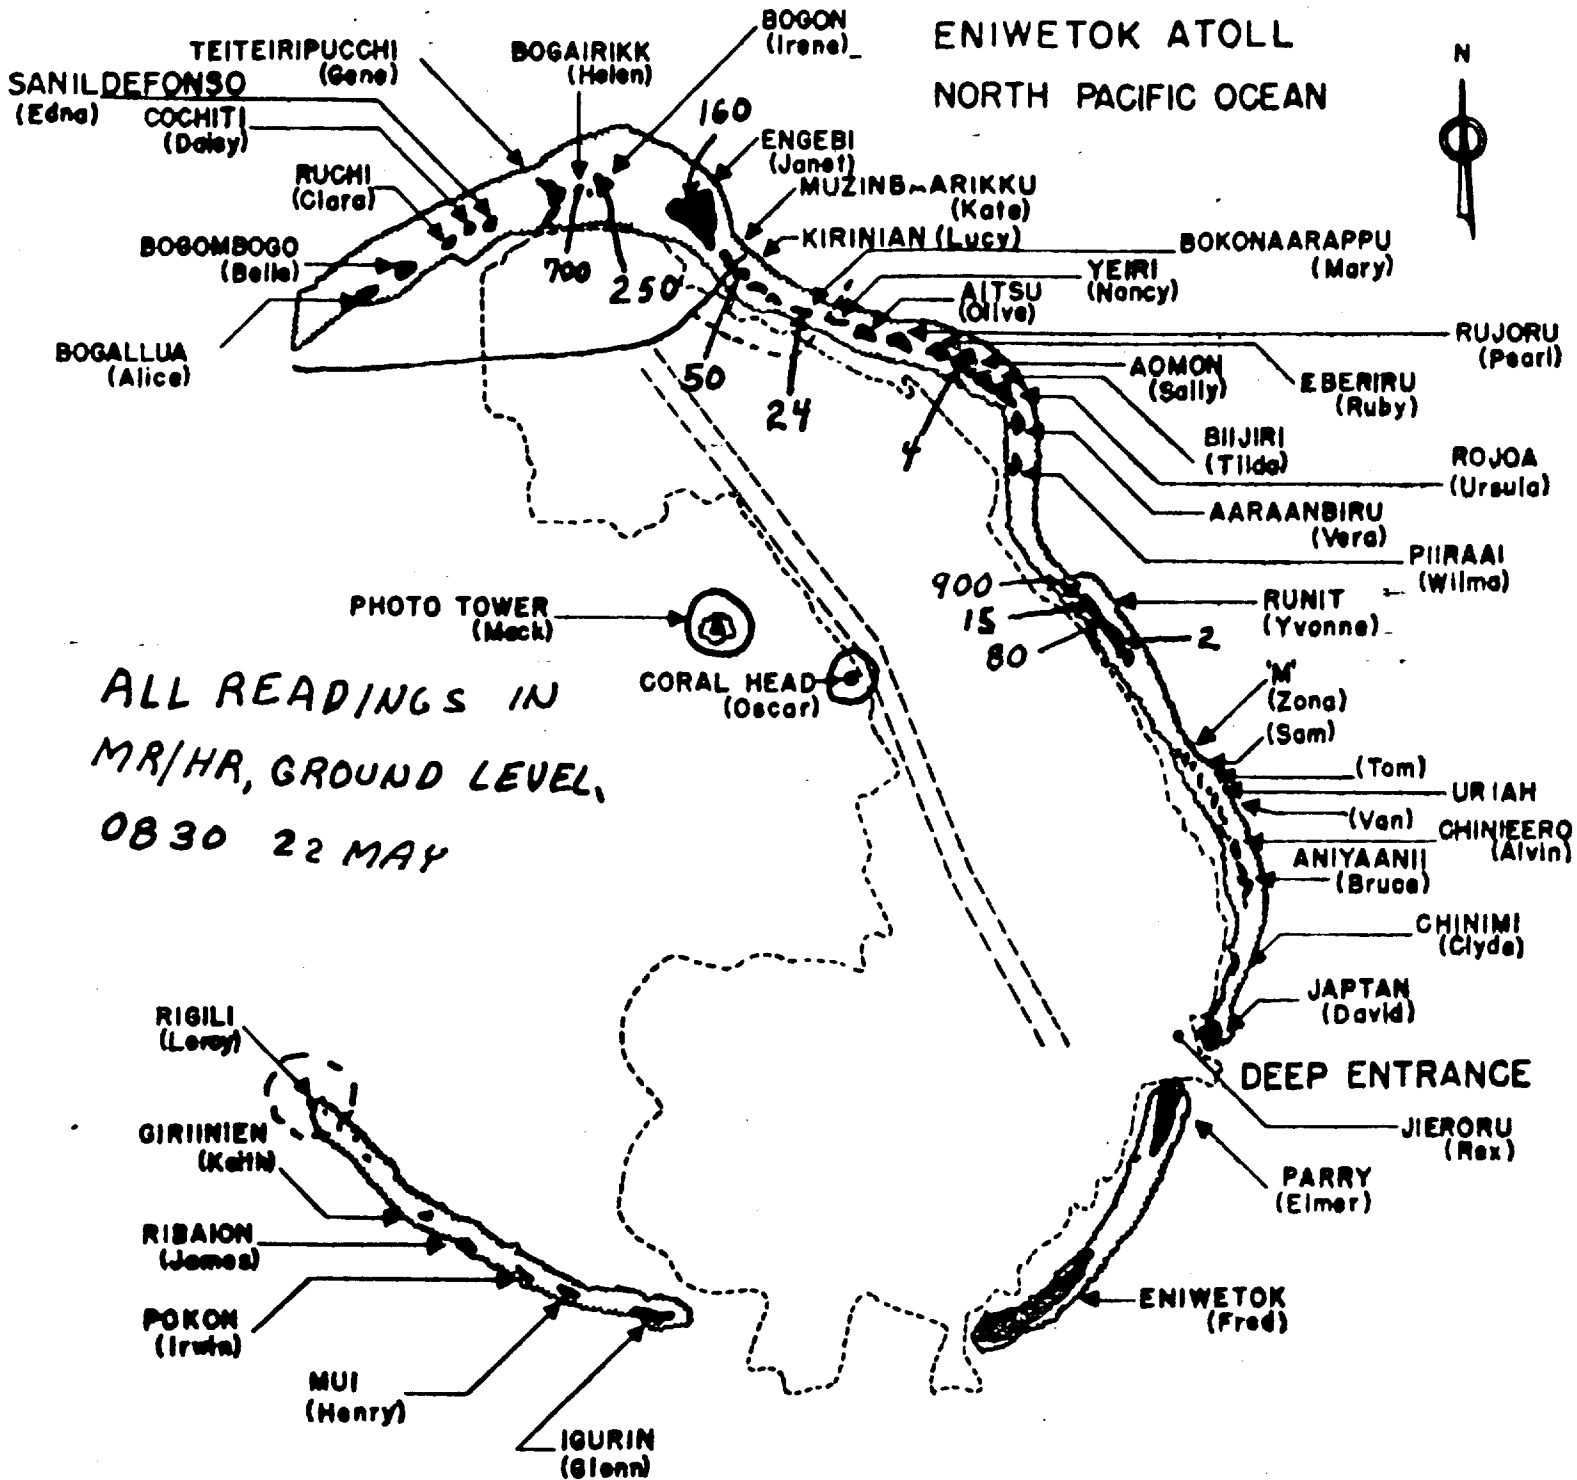 ENIWETOK ATOLL
NORTH PACIFIC OCEAN
N
BOGON
(Irene)
TEITEIRIPUCCHI
(Gene)
BOGAIRIKK
(Helen)
SANILDEFONSO
(Edna)
COCHITI
(Daisy)
160
ENGEBI
(Janet)
RUCHI
(Clara)
MUZINB~ARIKKU
(Kate)
BOGOMBOGO
(Belle)
KIRINIAN (Lucy)
BOKONAARAPPU
(Mary)
700
250
YEIRI
(Nancy)
AITSU
(Olive)
BOGALLUA
(Alice)
RUJORU
(Pearl)
50
24
4
AOMON
(Sally)
EBERIRU
(Ruby)
BIIJIRI
(Tilda)
ROJOA
(Ursula)
AARAANBIRU
(Vera)
PIIRAAI
(Wilma)
900
15
80
2
RUNIT
(Yvonne)
PHOTO TOWER
(Mack)
CORAL HEAD
(Oscar)
ALL READINGS IN
MR/HR, GROUND LEVEL,
0830 22 MAY
'M'
(Zona)
(Sam)
(Tom)
URIAH
(Van)
CHINIEERO
(Alvin)
ANIYAANII
(Bruce)
CHINIMI
(Clyde)
JAPTAN
(David)
RIGILI
(Leroy)
DEEP ENTRANCE
GIRIINIEN
(Keith)
JIERORU
(Rex)
PARRY
(Elmer)
RIBAION
(James)
ENIWETOK
(Fred)
POKON
(Irwin)
MUI
(Henry)
IGURIN
(Glenn)